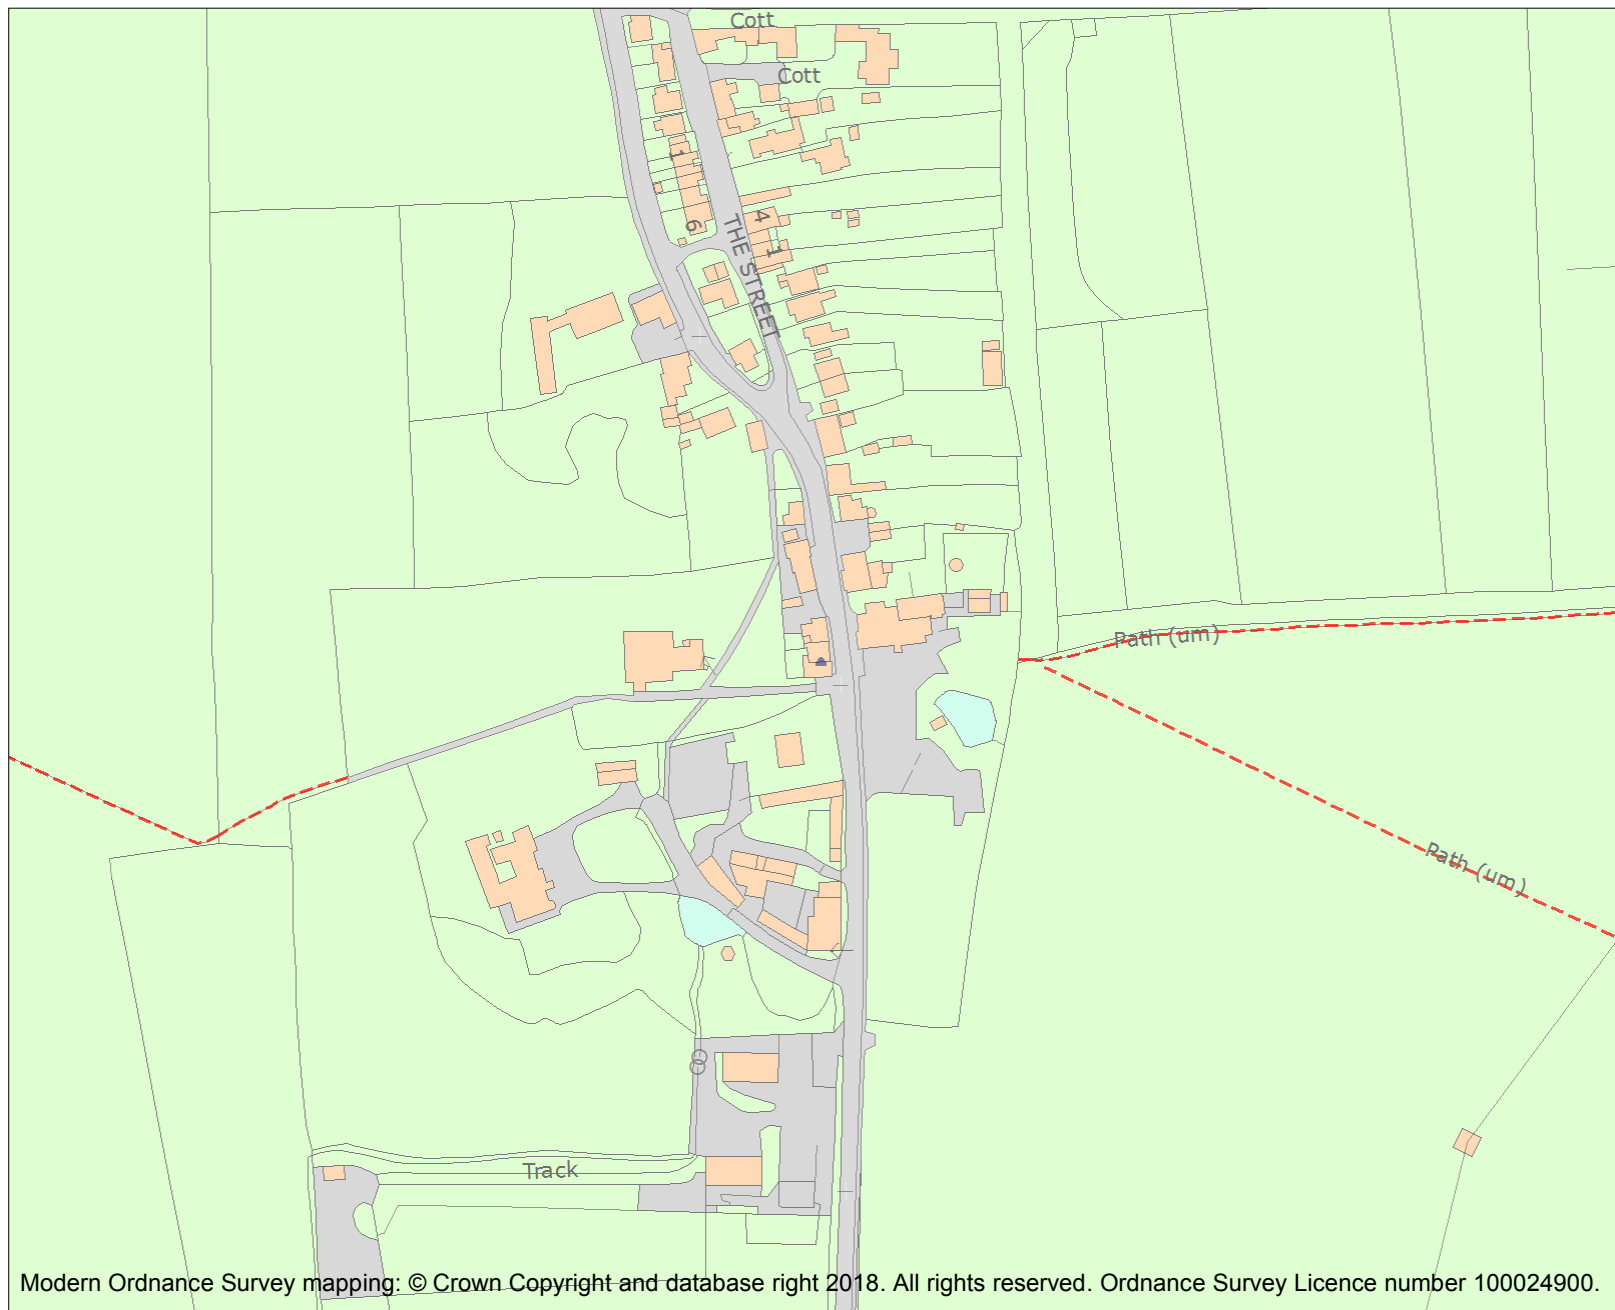 Cott
Cott
1
6
4
1
THE STREET
Path (um)
Path (um)
Track
Modern Ordnance Survey mapping: © Crown Copyright and database right 2018. All rights reserved. Ordnance Survey Licence number 100024900.